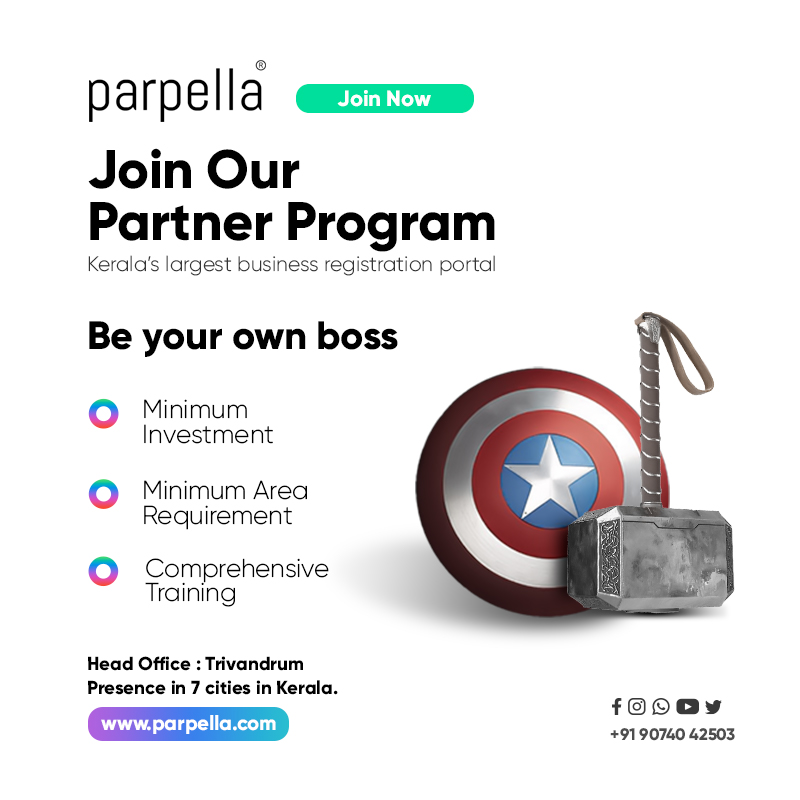 parpella®
Join Now
Join Our
Partner Program
Kerala's largest business registration portal
Be your own boss
Minimum
Investment
Minimum Area
Requirement
Comprehensive
Training
Head Office : Trivandrum
Presence in 7 cities in Kerala.
www.parpella.com
+91 90740 42503